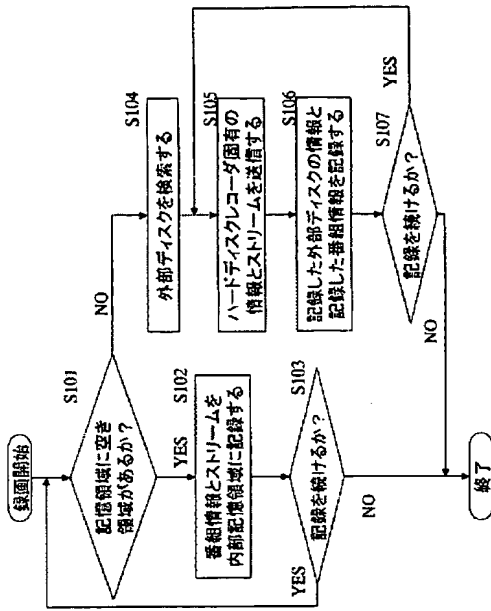 録画開始
S101
記憶領域に空き
領域があるか？
NO
YES
S102
番組情報とストリームを
内部記憶領域に記録する
S103
記録を続けるか？
YES
NO
S104
外部ディスクを検索する
S105
ハードディスクレコーダ固有の
情報とストリームを送信する
S106
記録した外部ディスクの情報と
記録した番組情報を記録する
S107
記録を続けるか？
YES
NO
終了